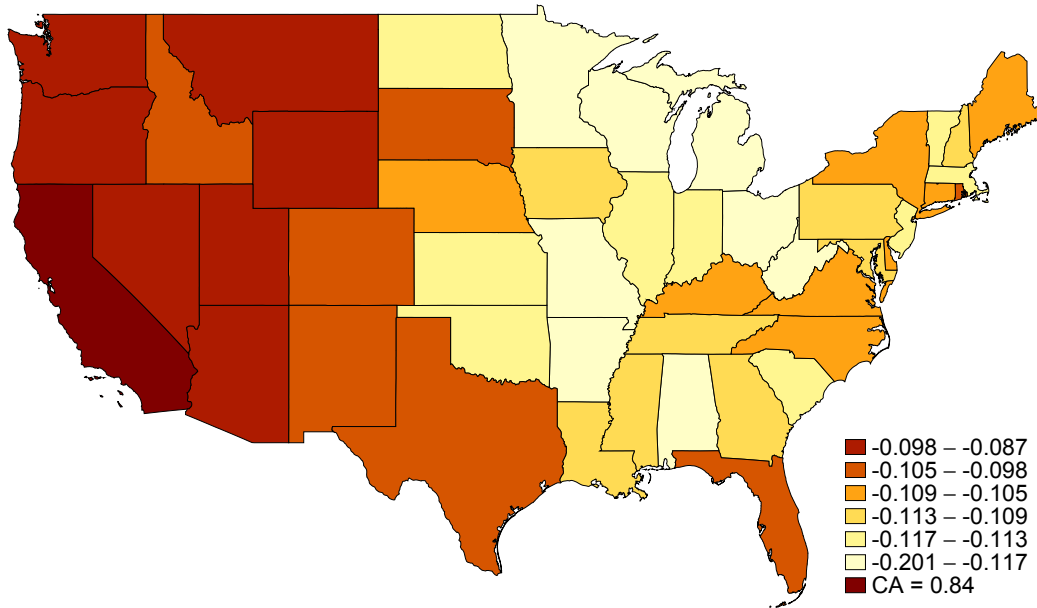 -0.098 – -0.087
-0.105 – -0.098
-0.109 – -0.105
-0.113 – -0.109
-0.117 – -0.113
-0.201 – -0.117
CA = 0.84